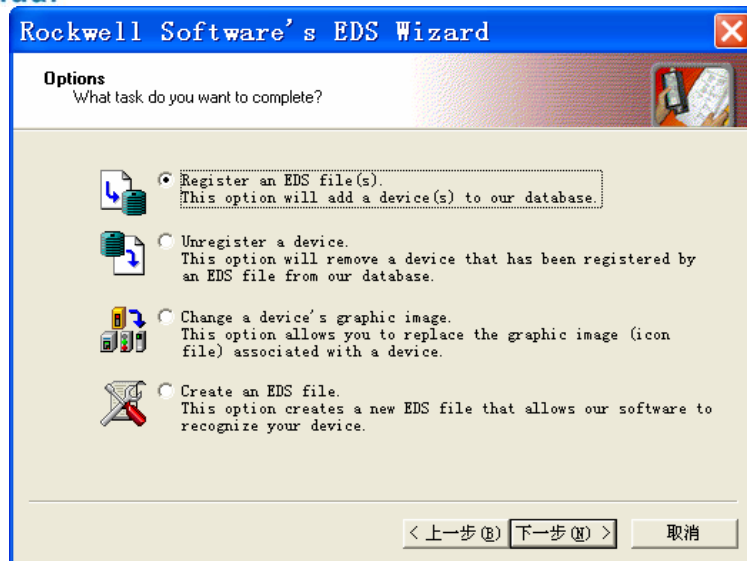 Rockwell Software's EDS Wizard
Options
What task do you want to complete?
Register an EDS file(s).
This option will add a device(s) to our database.
Unregister a device.
This option will remove a device that has been registered by
an EDS file from our database.
Change a device's graphic image.
This option allows you to replace the graphic image (icon
file) associated with a device.
Create an EDS file.
This option creates a new EDS file that allows our software to
recognize your device.
< 上一步(B) 下一步(N) > 取消